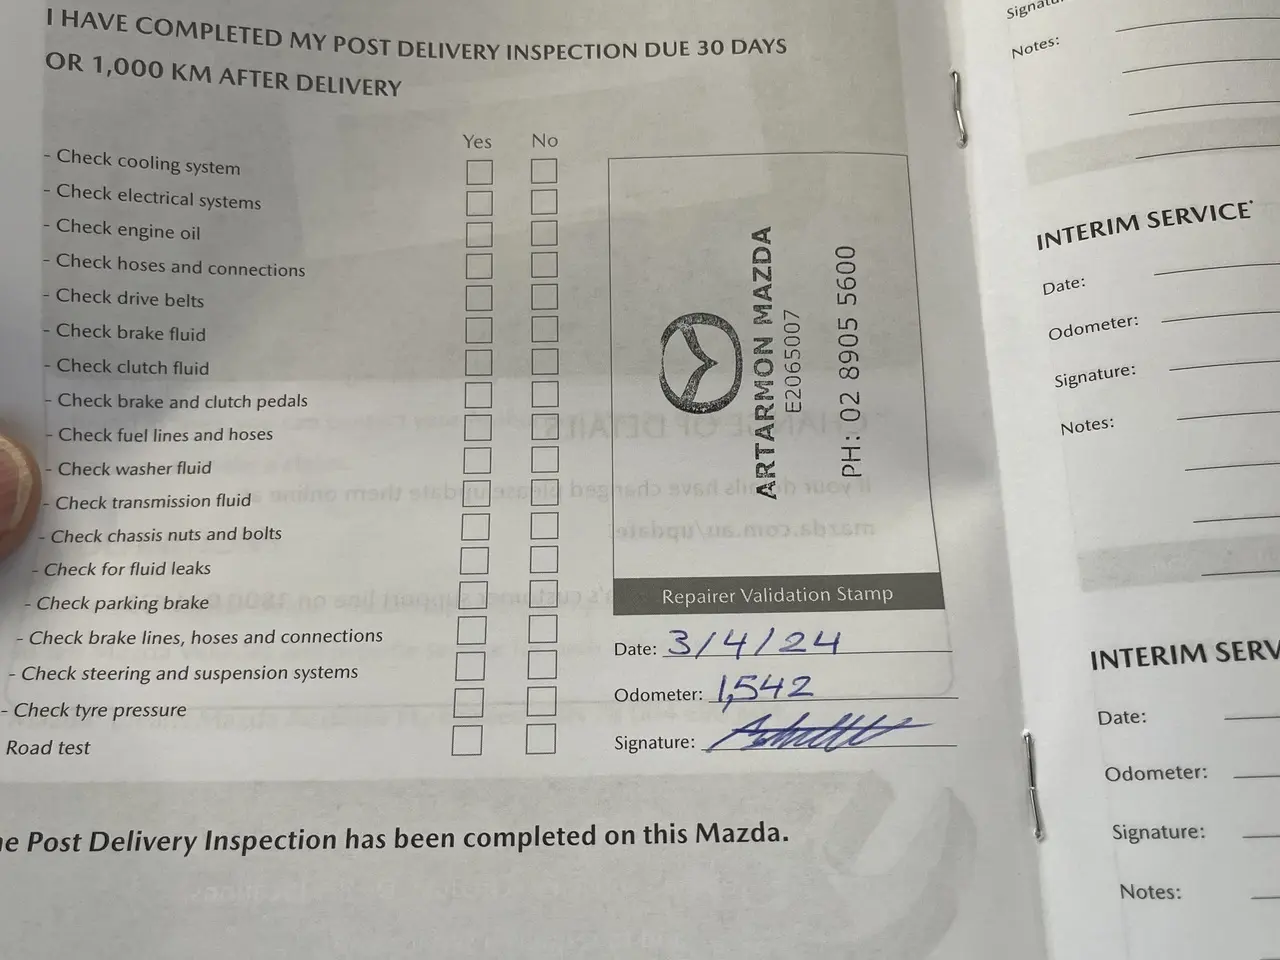 I HAVE COMPLETED MY POST DELIVERY INSPECTION DUE 30 DAYS
OR 1,000 KM AFTER DELIVERY
Yes No
- Check cooling system
- Check electrical systems
- Check engine oil
- Check hoses and connections
- Check drive belts
- Check brake fluid
- Check clutch fluid
- Check brake and clutch pedals
- Check fuel lines and hoses
- Check washer fluid
- Check transmission fluid
- Check chassis nuts and bolts
- Check for fluid leaks
- Check parking brake
- Check brake lines, hoses and connections
- Check steering and suspension systems
- Check tyre pressure
Road test
ARTARMON MAZDA
E2065007
PH: 02 8905 5600
Repairer Validation Stamp
Date: 3/4/24
Odometer: 1,542
Signature:
Post Delivery Inspection has been completed on this Mazda.
Notes:
INTERIM SERVICE*
Date:
Odometer:
Signature:
Notes:
INTERIM
Date:
Odometer:
Signature:
Notes: